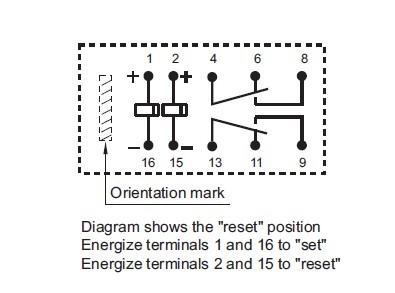 1 2 4 6 8
+ +
- -
16 15 13 11 9
Orientation mark
Diagram shows the "reset" position
Energize terminals 1 and 16 to "set"
Energize terminals 2 and 15 to "reset"